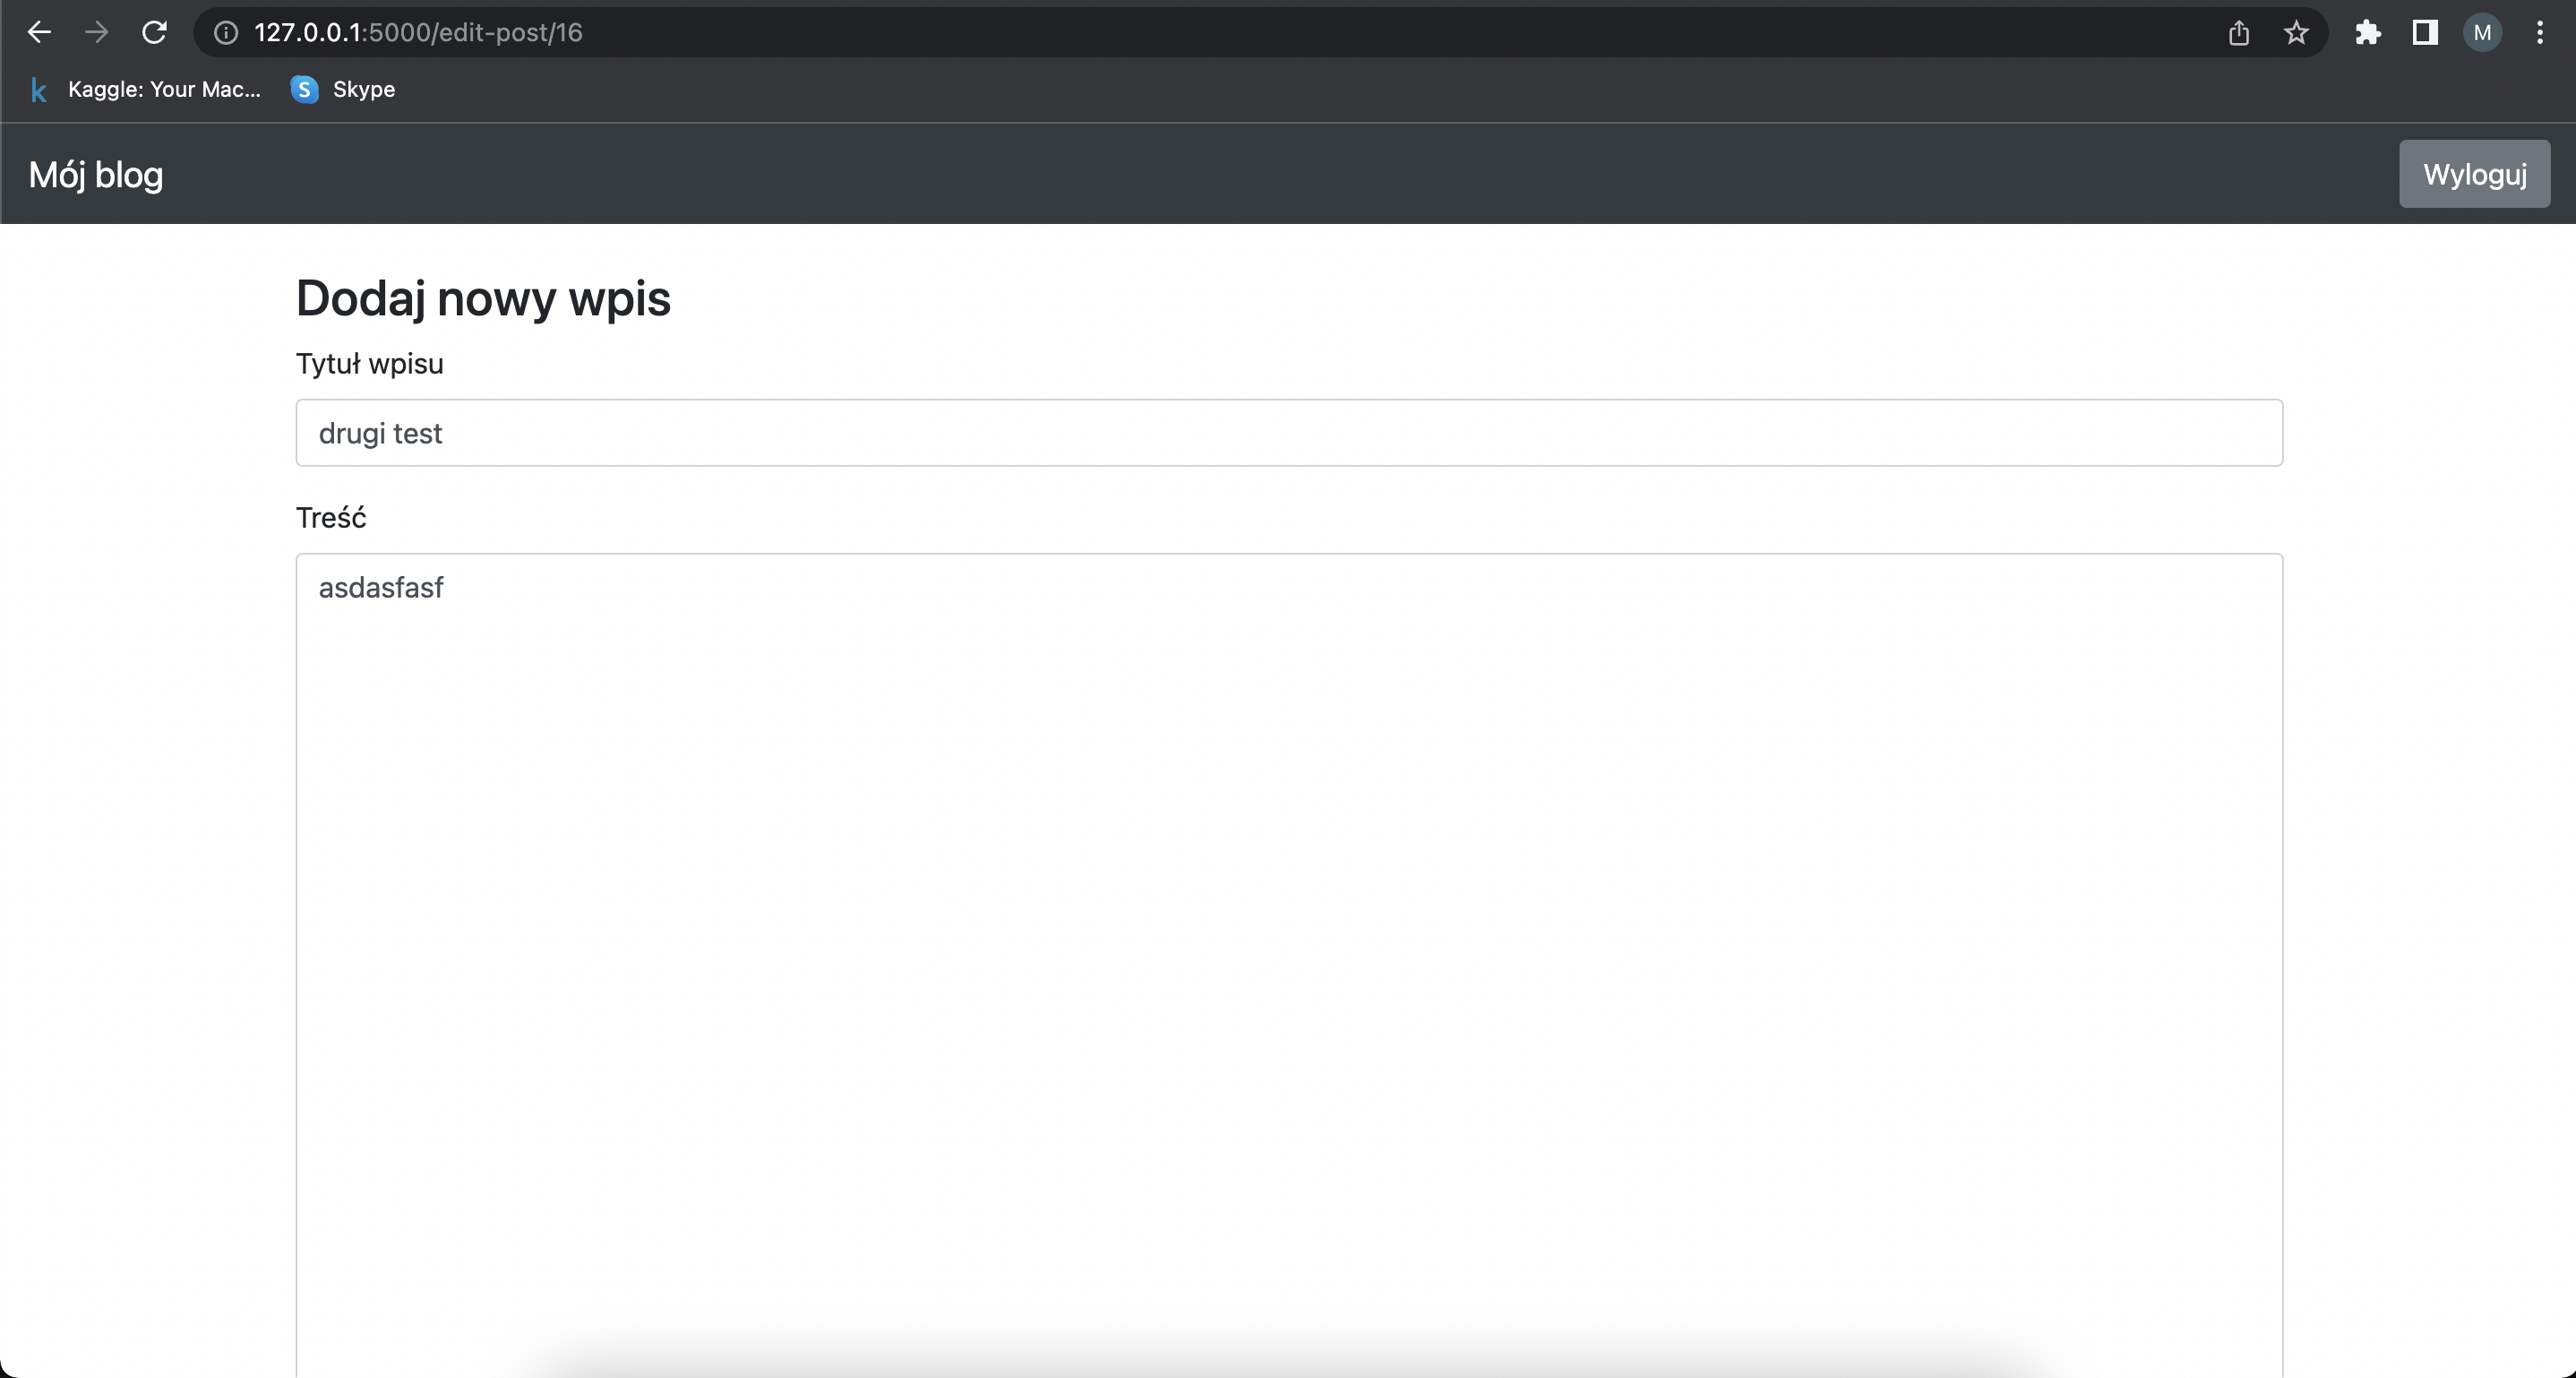 127.0.0.1:5000/edit-post/16
M
k Kaggle: Your Mac... S Skype
Mój blog
Wyloguj
Dodaj nowy wpis
Tytuł wpisu
drugi test
Treść
asdasfasf